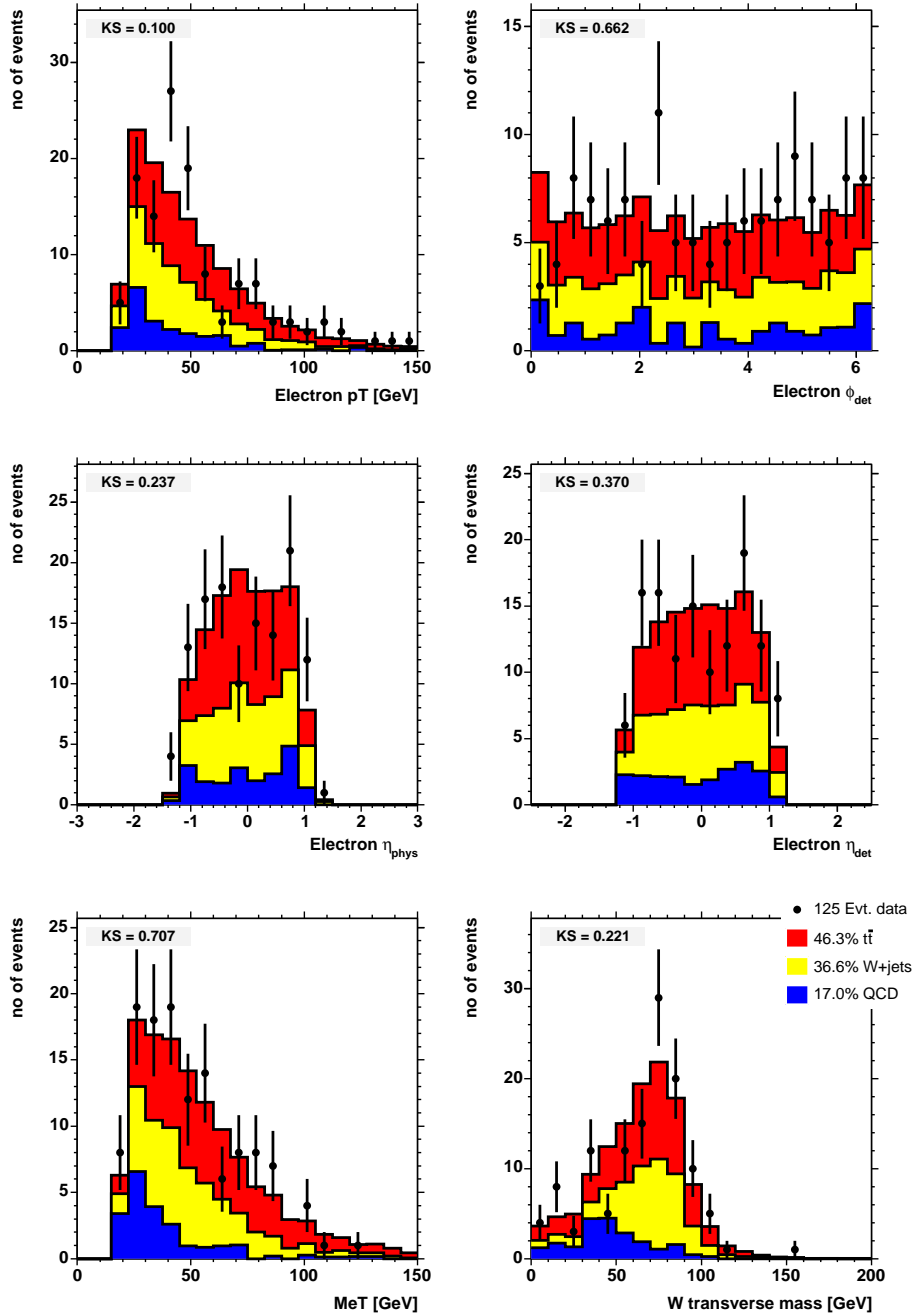 no of events
KS = 0.100
30
20
10
0
0 50 100 150
Electron pT [GeV]
no of events
KS = 0.662
15
10
5
0
0 2 4 6
Electron ϕdet
no of events
KS = 0.237
25
20
15
10
5
0
-3 -2 -1 0 1 2 3
Electron ηphys
no of events
KS = 0.370
25
20
15
10
5
0
-2 -1 0 1 2
Electron ηdet
no of events
KS = 0.707
25
20
15
10
5
0
0 50 100 150
MeT [GeV]
no of events
KS = 0.221
30
20
10
0
0 50 100 150 200
W transverse mass [GeV]
125 Evt. data
46.3% tt̄
36.6% W+jets
17.0% QCD